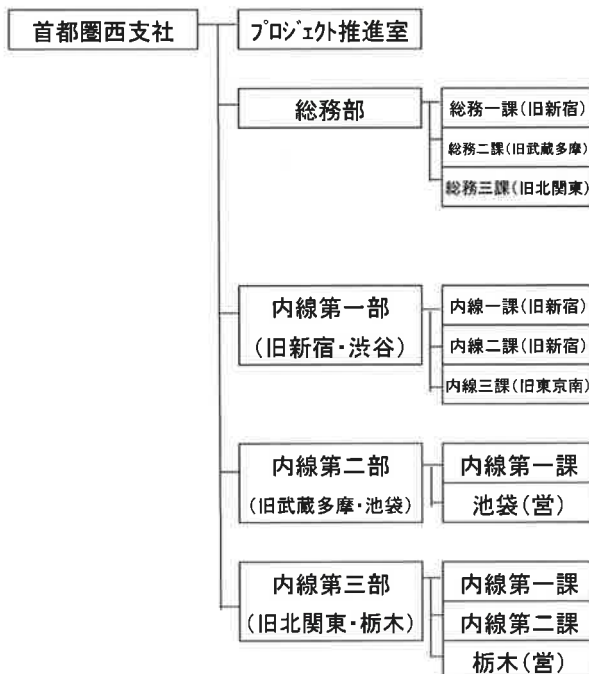 首都圏西支社
プロジェクト推進室
総務部
総務一課(旧新宿)
総務二課(旧武蔵多摩)
総務三課(旧北関東)
内線第一部
(旧新宿・渋谷)
内線一課(旧新宿)
内線二課(旧新宿)
内線三課(旧東京南)
内線第二部
(旧武蔵多摩・池袋)
内線第一課
池袋(営)
内線第三部
(旧北関東・栃木)
内線第一課
内線第二課
栃木(営)